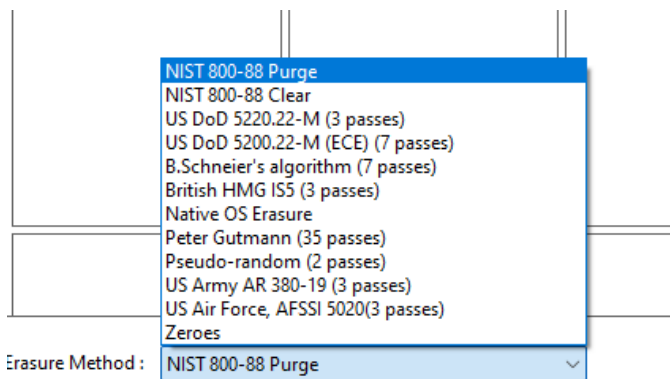 NIST 800-88 Purge
NIST 800-88 Clear
US DoD 5220.22-M (3 passes)
US DoD 5200.22-M (ECE) (7 passes)
B.Schneier's algorithm (7 passes)
British HMG IS5 (3 passes)
Native OS Erasure
Peter Gutmann (35 passes)
Pseudo-random (2 passes)
US Army AR 380-19 (3 passes)
US Air Force, AFSSI 5020(3 passes)
Zeroes
Erasure Method : NIST 800-88 Purge